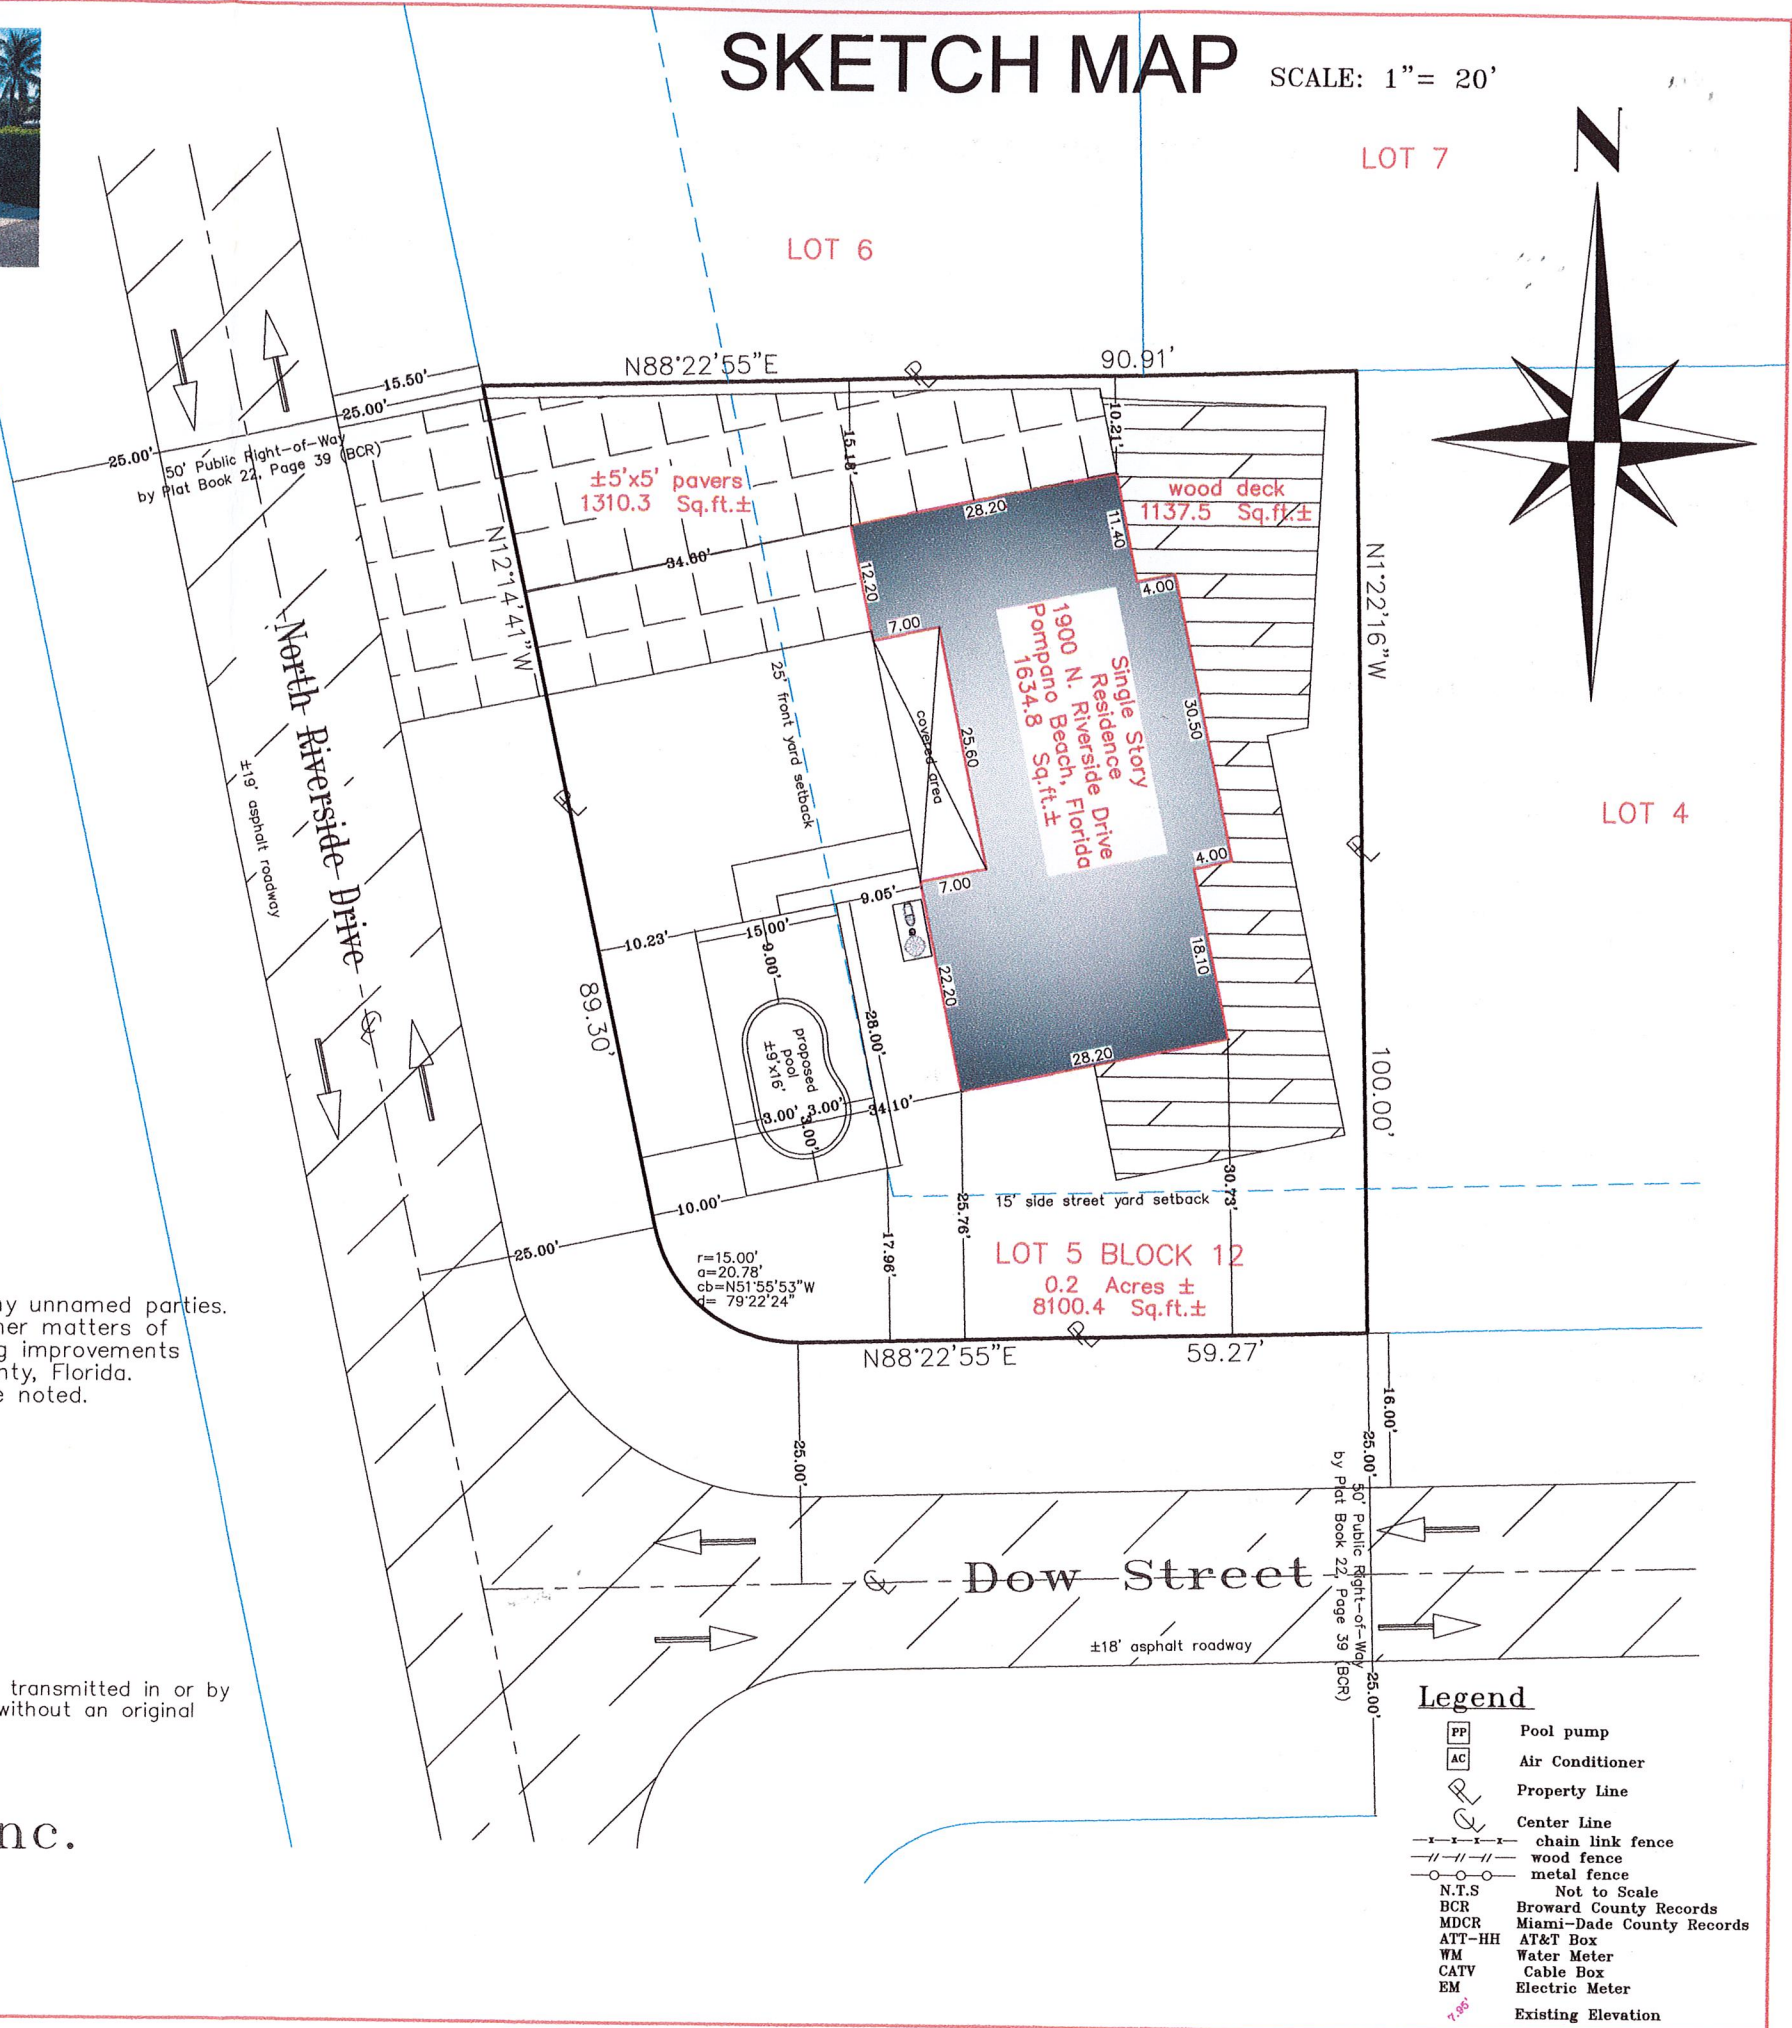 SKETCH MAP
SCALE: 1"= 20'
N
LOT 7
LOT 6
LOT 4
N88°22'55"E
90.91'
15.50'
25.00'
25.00'
50' Public Right-of-Way
by Plat Book 22, Page 39 (BCR)
±5'x5' pavers
1310.3 Sq.ft.±
15.18'
10.21'
wood deck
1137.5 Sq.ft.±
28.20
11.40
4.00
12.20
7.00
34.60'
N12°14'41"W
N1°22'16"W
North Riverside Drive
±19' asphalt roadway
25' front yard setback
covered area
25.60
Single Story
Residence
1900 N. Riverside Drive
Pompano Beach, Florida
1634.8 Sq.ft.±
30.50
4.00
7.00
9.05'
15.00'
10.23'
9.00'
18.10
22.20
28.00'
89.30'
proposed
pool
±9'x16'
28.20
3.00'
3.00'
3.00'
34.10'
100.00'
10.00'
25.00'
17.96'
25.76'
30.73'
15' side street yard setback
r=15.00'
a=20.78'
cb=N51°55'53"W
d= 79°22'24"
LOT 5 BLOCK 12
0.2 Acres ±
8100.4 Sq.ft.±
N88°22'55"E
59.27'
25.00'
16.00'
25.00'
50' Public Right-of-Way
by Plat Book 22, Page 39 (BCR)
25.00'
Dow Street
±18' asphalt roadway
unnamed parties.
matters of
improvements
Florida.
noted.
transmitted in or by
without an original
nc.
Legend
PP Pool pump
AC Air Conditioner
Property Line
Center Line
chain link fence
wood fence
metal fence
N.T.S Not to Scale
BCR Broward County Records
MDCR Miami-Dade County Records
ATT-HH AT&T Box
WM Water Meter
CATV Cable Box
EM Electric Meter
7.95' Existing Elevation